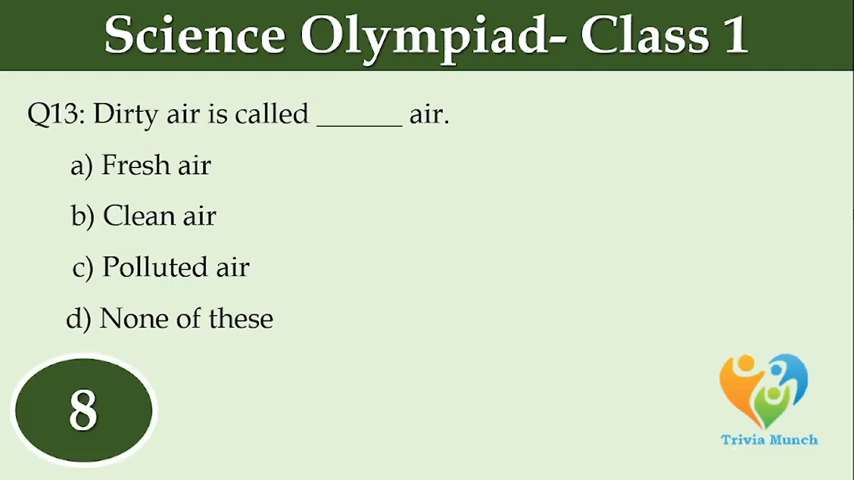 Science Olympiad- Class 1
Q13: Dirty air is called ______ air.
a) Fresh air
b) Clean air
c) Polluted air
d) None of these
8
Trivia Munch